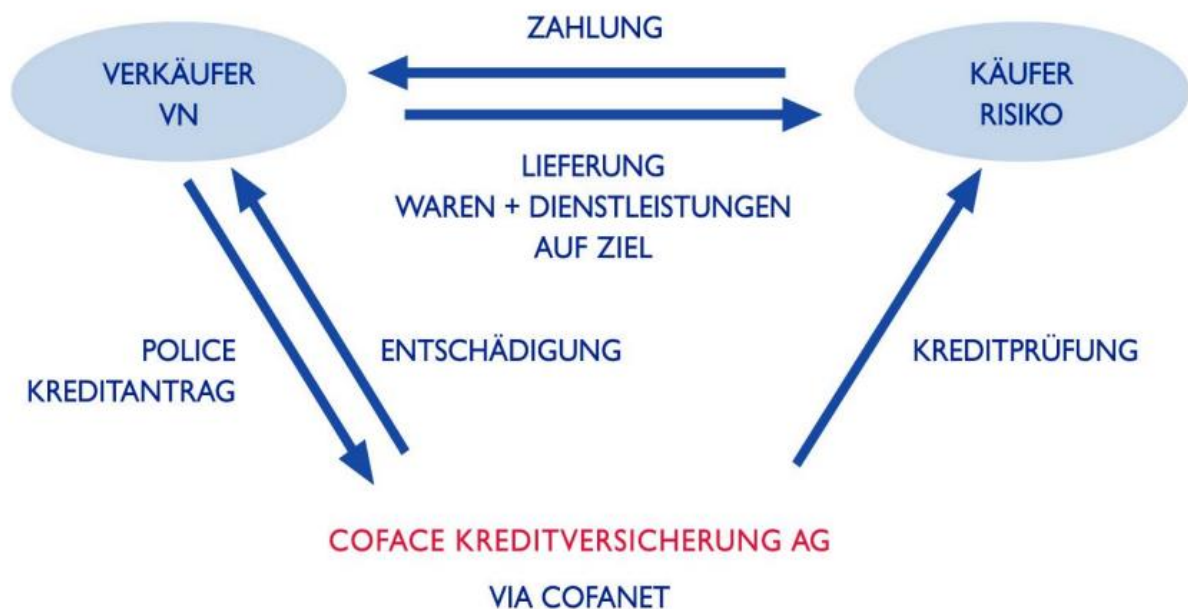 ZAHLUNG
VERKÄUFER
VN
KÄUFER
RISIKO
LIEFERUNG
WAREN + DIENSTLEISTUNGEN
AUF ZIEL
POLICE
KREDITANTRAG
ENTSCHÄDIGUNG
KREDITPRÜFUNG
COFACE KREDITVERSICHERUNG AG
VIA COFANET